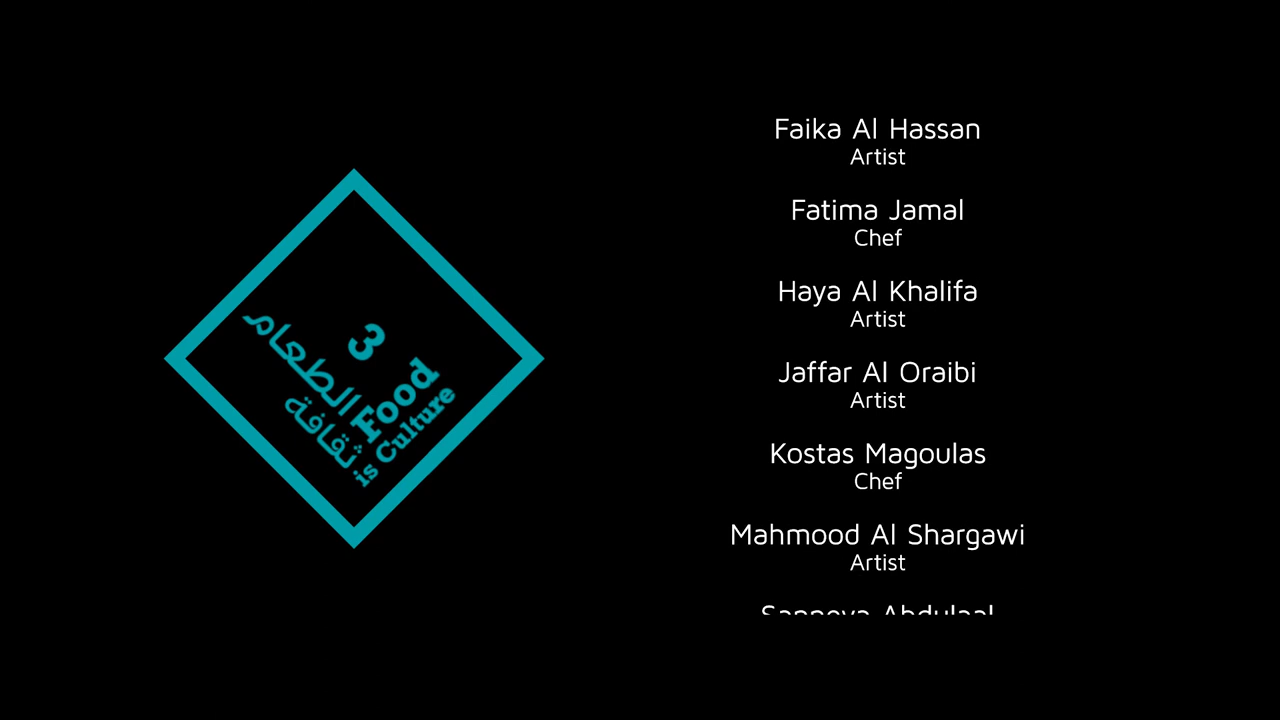 3
الطعام
ثقافة
Food
is Culture
Faika Al Hassan
Artist
Fatima Jamal
Chef
Haya Al Khalifa
Artist
Jaffar Al Oraibi
Artist
Kostas Magoulas
Chef
Mahmood Al Shargawi
Artist
Abdulaal